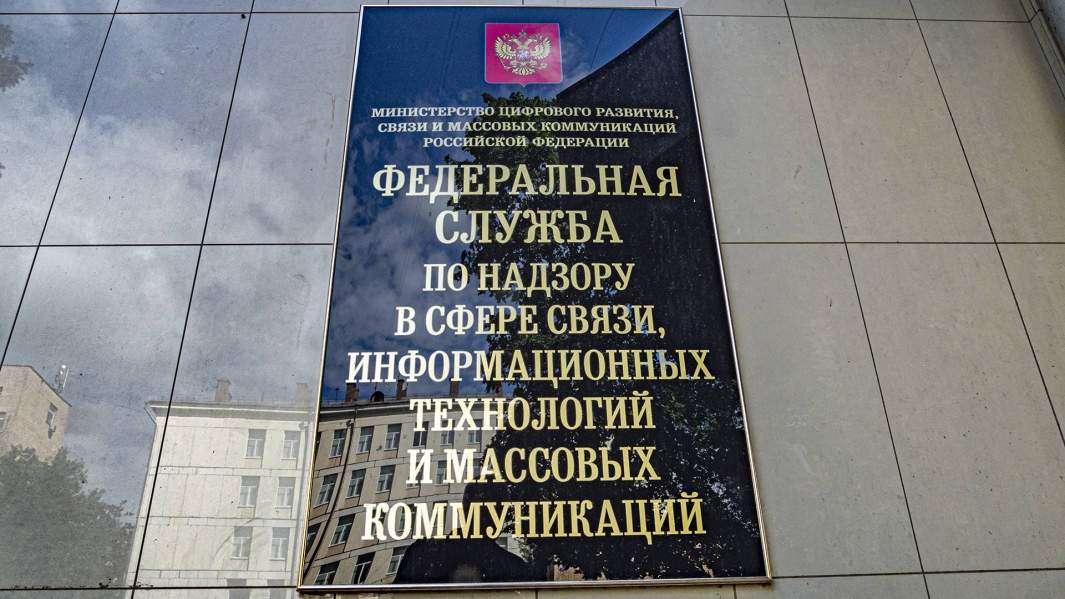 МИНИСТЕРСТВО ЦИФРОВОГО РАЗВИТИЯ,
СВЯЗИ И МАССОВЫХ КОММУНИКАЦИЙ
РОССИЙСКОЙ ФЕДЕРАЦИИ
ФЕДЕРАЛЬНАЯ
СЛУЖБА
ПО НАДЗОРУ
В СФЕРЕ СВЯЗИ,
ИНФОРМАЦИОННЫХ
ТЕХНОЛОГИЙ
И МАССОВЫХ
КОММУНИКАЦИЙ